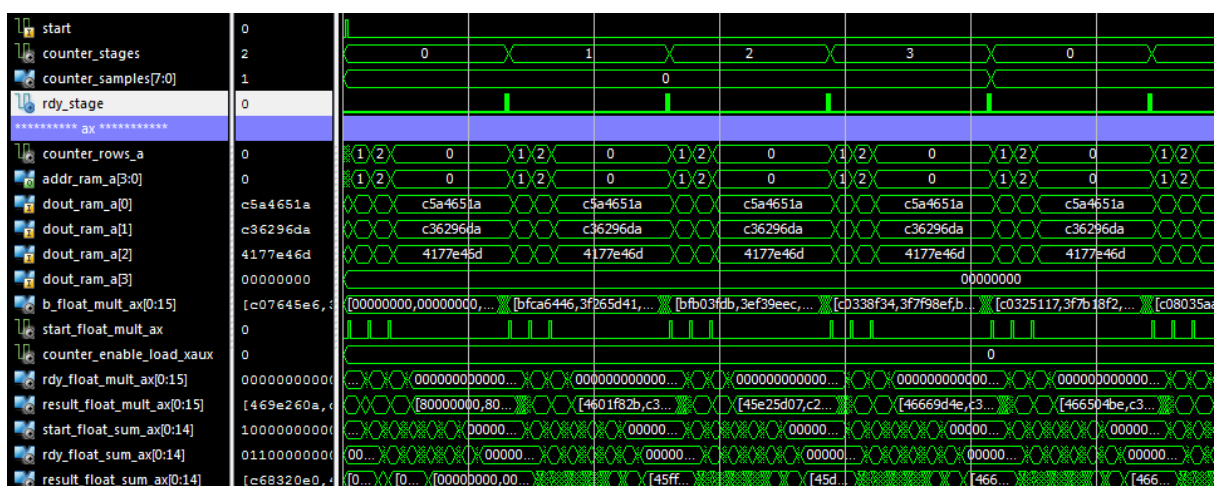 start 0
counter_stages 2 0 1 2 3 0
counter_samples[7:0] 1 0
rdy_stage 0
********** ax ***********
counter_rows_a 0 1 2 0 1 2 0 1 2 0 1 2 0 1 2 0 1 2
addr_ram_a[3:0] 0 1 2 0 1 2 0 1 2 0 1 2 0 1 2 0 1 2
dout_ram_a[0] c5a4651a c5a4651a c5a4651a c5a4651a c5a4651a c5a4651a
dout_ram_a[1] c36296da c36296da c36296da c36296da c36296da c36296da
dout_ram_a[2] 4177e46d 4177e46d 4177e46d 4177e46d 4177e46d 4177e46d
dout_ram_a[3] 00000000 00000000
b_float_mult_ax[0:15] [c07645e6, [00000000,00000000,... [bfca6446,3f265d41,... [bfb03fdb,3ef39eec,... [c0338f34,3f7f98ef,b... [c0325117,3f7b18f2,... [c08035aa
start_float_mult_ax 0
counter_enable_load_xaux 0 0
rdy_float_mult_ax[0:15] 00000000000 ... 000000000000... 000000000000... 000000000000... 000000000000... 000000000000...
result_float_mult_ax[0:15] [469e260a, [80000000,80... [4601f82b,c3... [45e25d07,c2... [46669d4e,c3... [466504be,c3...
start_float_sum_ax[0:14] 1000000000 00000... 00000... 00000... 00000... 00000...
rdy_float_sum_ax[0:14] 0110000000 00... 00000... 00000... 00000... 00000... 00000...
result_float_sum_ax[0:14] [c68320e0, [0... [0... [00000000,00... [45ff... [45d... [466... [466...